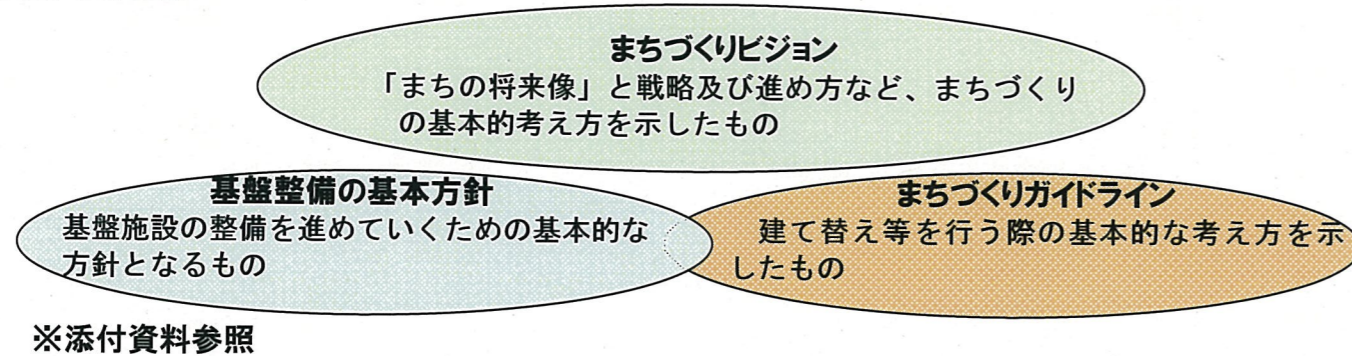 まちづくりビジョン
「まちの将来像」と戦略及び進め方など、まちづくり
の基本的考え方を示したもの
基盤整備の基本方針
基盤施設の整備を進めていくための基本的な
方針となるもの
まちづくりガイドライン
建て替え等を行う際の基本的な考え方を示
したもの
※添付資料参照